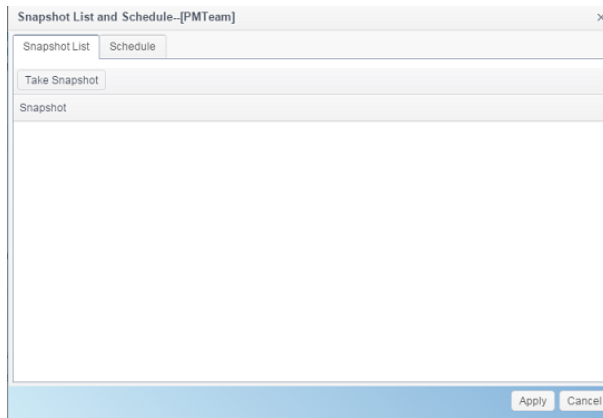 Snapshot List and Schedule--[PMTeam]
Snapshot List Schedule
Take Snapshot
Snapshot
Apply Cancel